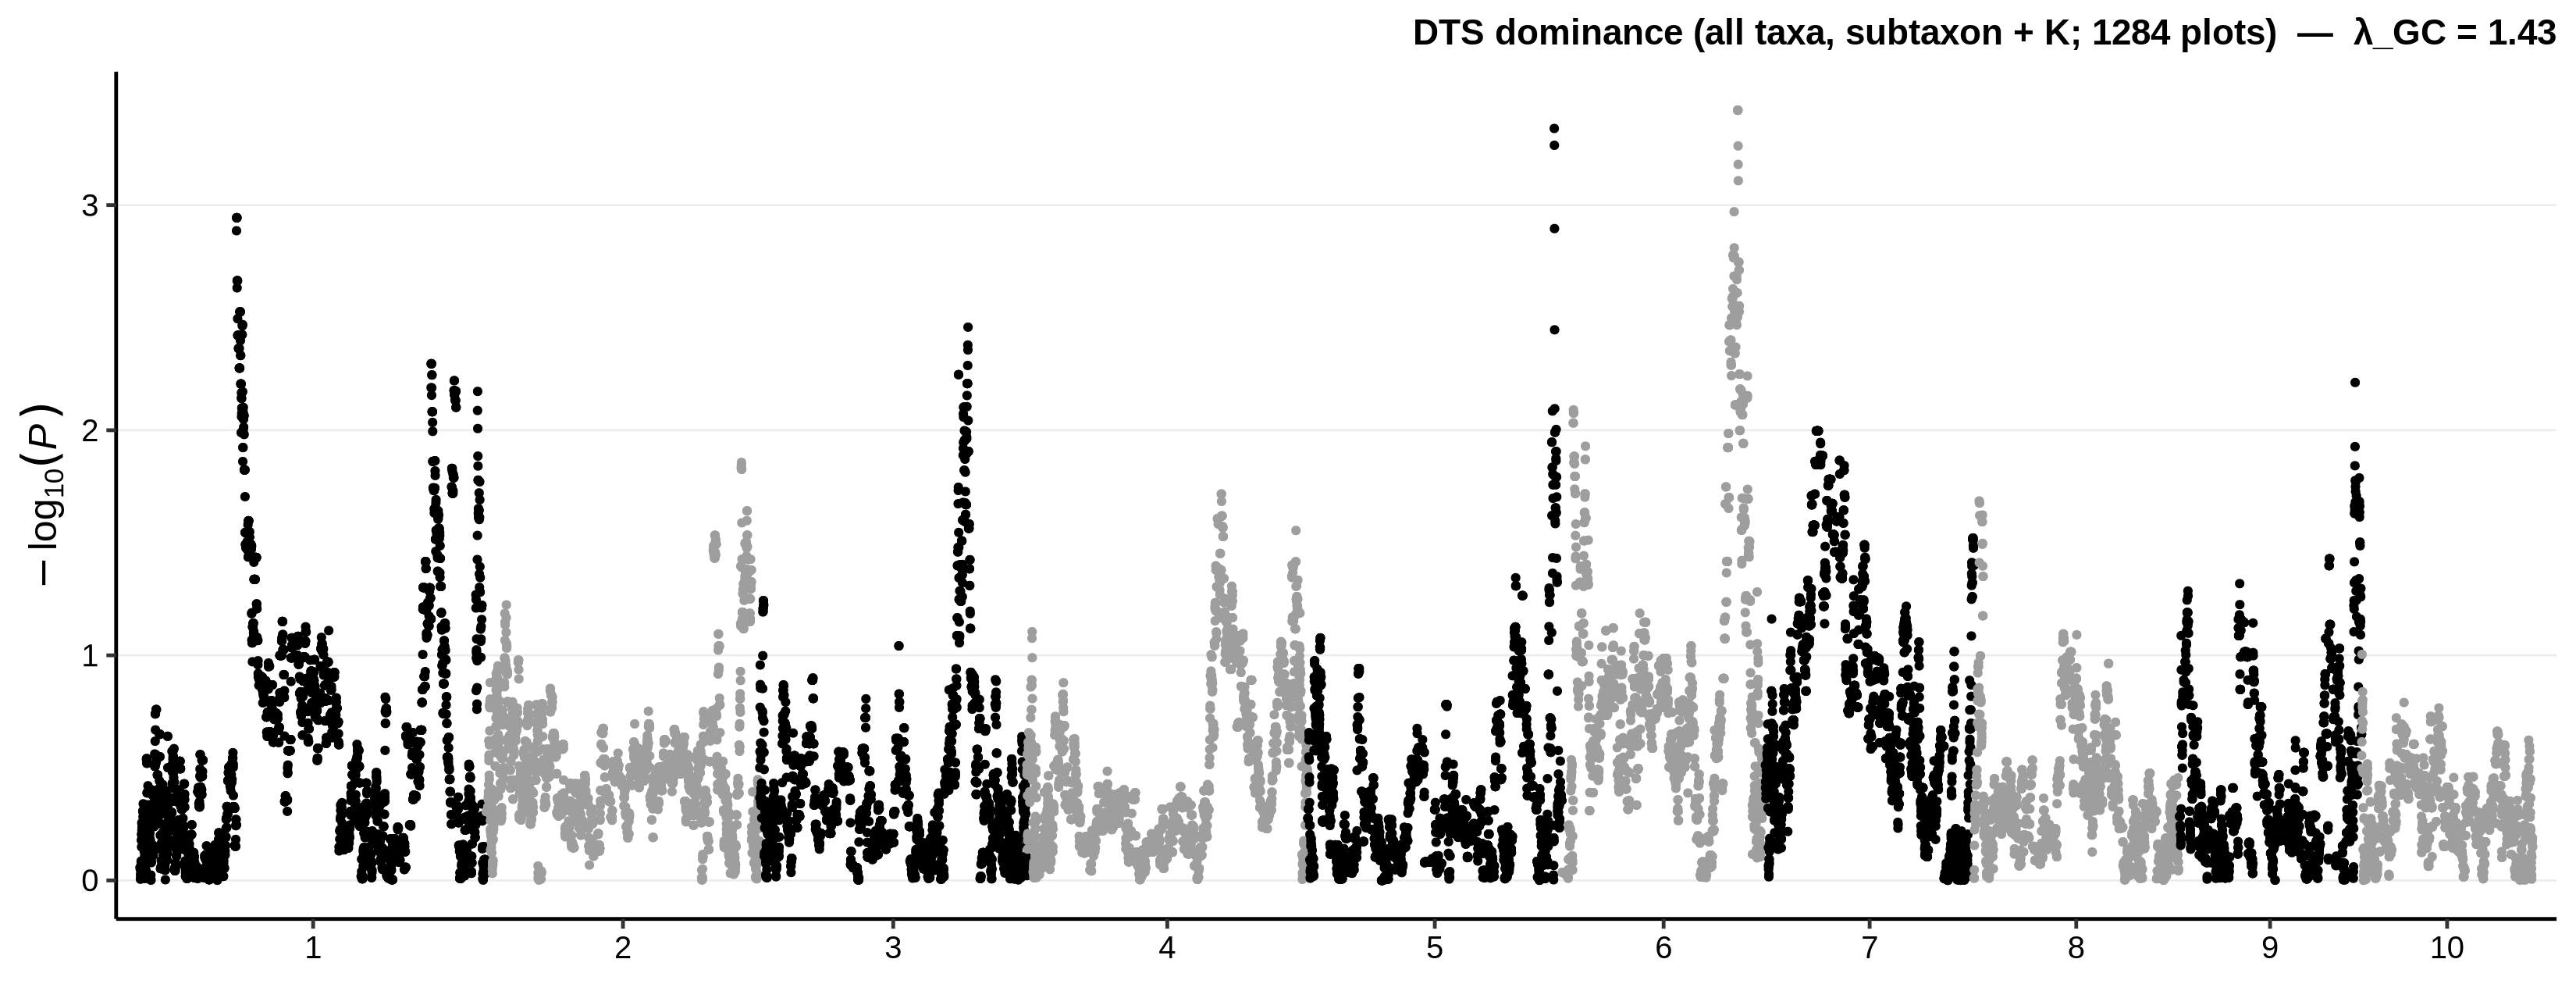 DTS dominance (all taxa, subtaxon + K; 1284 plots) — λ_GC = 1.43
− log10(P)
3
2
1
0
1 2 3 4 5 6 7 8 9 10